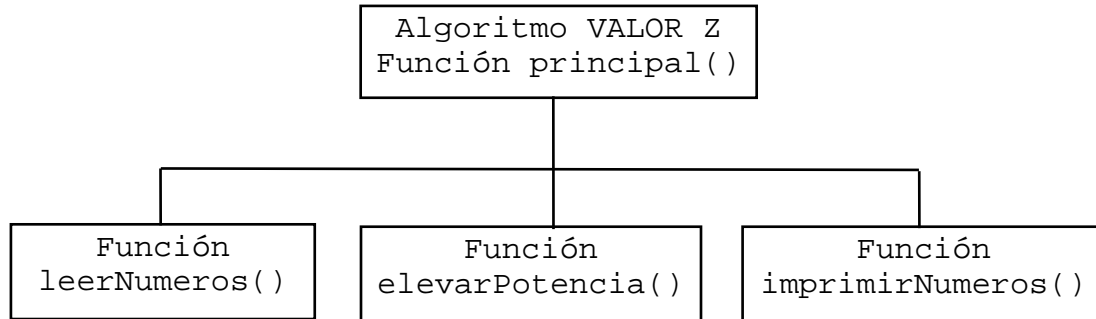 Algoritmo VALOR Z
Función principal()
Función
leerNumeros()
Función
elevarPotencia()
Función
imprimirNumeros()